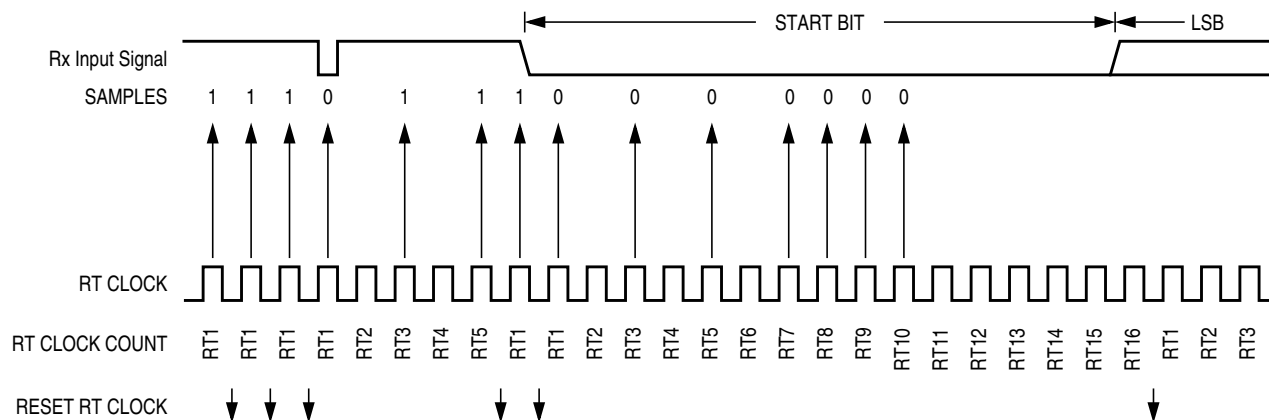 START BIT LSB
Rx Input Signal
SAMPLES 1 1 1 0 1 1 1 0 0 0 0 0 0 0
RT CLOCK
RT CLOCK COUNT RT1 RT1 RT1 RT1 RT2 RT3 RT4 RT5 RT1 RT1 RT2 RT3 RT4 RT5 RT6 RT7 RT8 RT9 RT10 RT11 RT12 RT13 RT14 RT15 RT16 RT1 RT2 RT3
RESET RT CLOCK